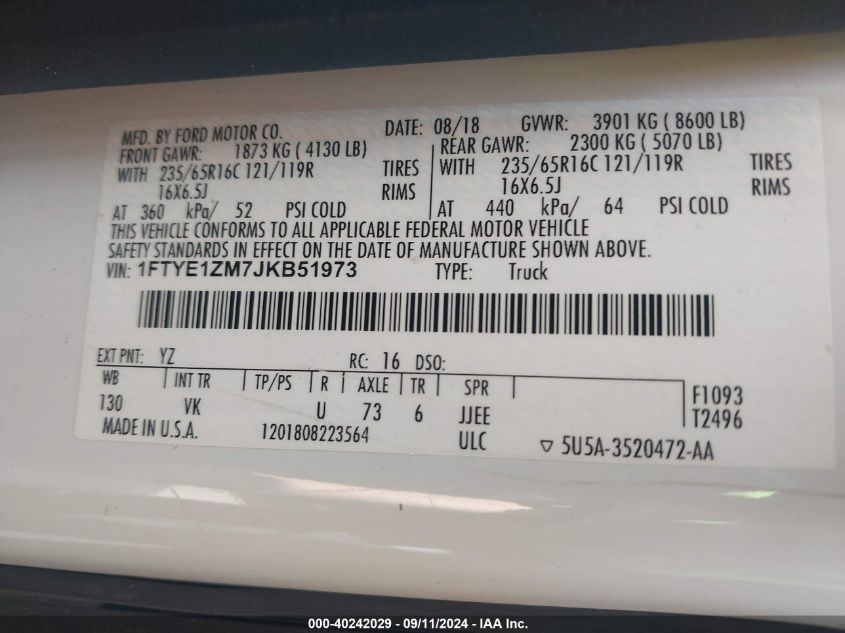 MFD. BY FORD MOTOR CO. DATE: 08/18 GVWR: 3901 KG ( 8600 LB)
FRONT GAWR: 1873 KG ( 4130 LB) REAR GAWR: 2300 KG ( 5070 LB)
WITH 235/65R16C 121/119R TIRES WITH 235/65R16C 121/119R TIRES
16X6.5J RIMS 16X6.5J RIMS
AT 360 kPa/ 52 PSI COLD AT 440 kPa/ 64 PSI COLD
THIS VEHICLE CONFORMS TO ALL APPLICABLE FEDERAL MOTOR VEHICLE
SAFETY STANDARDS IN EFFECT ON THE DATE OF MANUFACTURE SHOWN ABOVE.
VIN: 1FTYE1ZM7JKB51973 TYPE: Truck
EXT PNT: YZ RC: 16 DSO:
WB INT TR TP/PS R AXLE TR SPR F1093
130 VK U 73 6 JJEE T2496
MADE IN U.S.A. 1201808223564 ULC ▽ 5U5A-3520472-AA
000-40242029 - 09/11/2024 - IAA Inc.